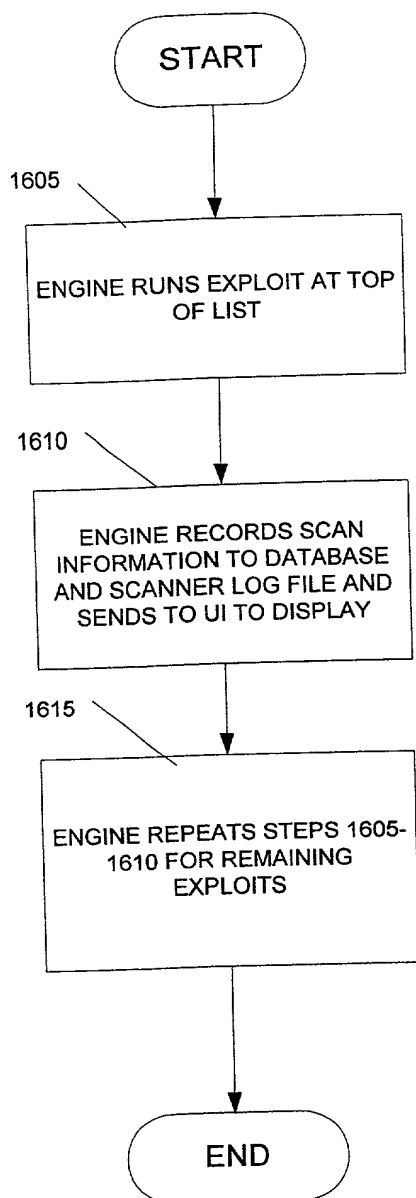 START
1605
ENGINE RUNS EXPLOIT AT TOP
OF LIST
1610
ENGINE RECORDS SCAN
INFORMATION TO DATABASE
AND SCANNER LOG FILE AND
SENDS TO UI TO DISPLAY
1615
ENGINE REPEATS STEPS 1605-
1610 FOR REMAINING
EXPLOITS
END